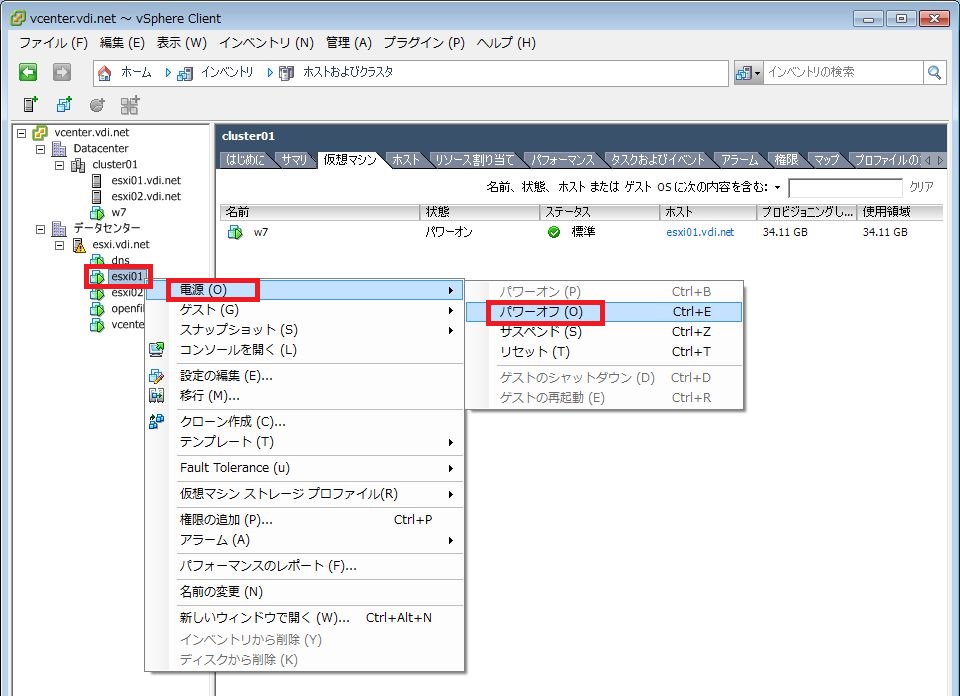 vcenter.vdi.net ～ vSphere Client
ファイル (F) 編集 (E) 表示 (W) インベントリ (N) 管理 (A) プラグイン (P) ヘルプ (H)
ホーム インベントリ ホストおよびクラスタ インベントリの検索
vcenter.vdi.net
Datacenter
cluster01
esxi01.vdi.net
esxi02.vdi.net
w7
データセンター
esxi.vdi.net
dns
esxi01
esxi02
openfil
vcente
cluster01
はじめに サマリ 仮想マシン ホスト リソース割り当て パフォーマンス タスクおよびイベント アラーム 権限 マップ プロファイルの
名前、状態、ホスト または ゲスト OS に次の内容を含む: クリア
名前 状態 ステータス ホスト プロビジョニングし... 使用領域
w7 パワーオン 標準 esxi01.vdi.net 34.11 GB 34.11 GB
電源 (O)
ゲスト (G)
スナップショット (S)
コンソールを開く (L)
設定の編集 (E)...
移行 (M)...
クローン作成 (C)...
テンプレート (T)
Fault Tolerance (u)
仮想マシン ストレージ プロファイル(R)
権限の追加 (P)... Ctrl+P
アラーム (A)
パフォーマンスのレポート (F)...
名前の変更 (N)
新しいウィンドウで開く (W)... Ctrl+Alt+N
インベントリから削除 (Y)
ディスクから削除 (K)
パワーオン (P) Ctrl+B
パワーオフ (O) Ctrl+E
サスペンド (S) Ctrl+Z
リセット (T) Ctrl+T
ゲストのシャットダウン (D) Ctrl+D
ゲストの再起動 (E) Ctrl+R